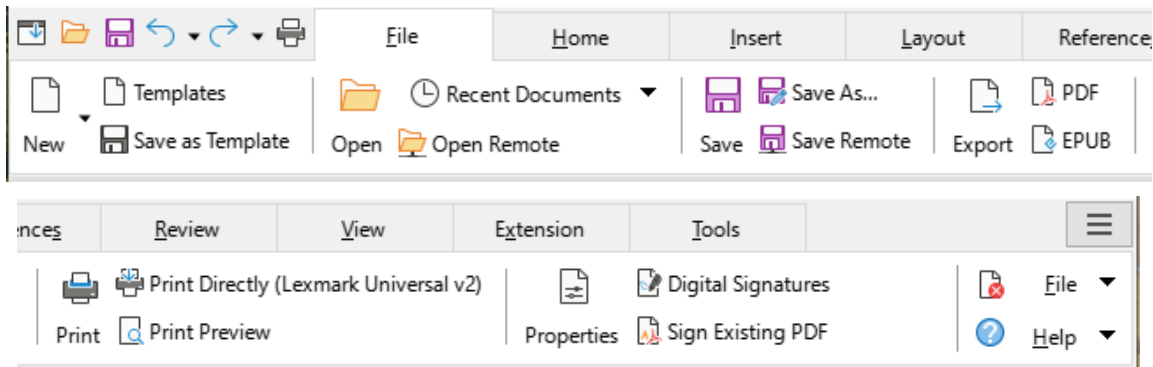 File Home Insert Layout Reference
Templates Recent Documents Save As... PDF
New Save as Template Open Open Remote Save Save Remote Export EPUB
ences Review View Extension Tools
Print Directly (Lexmark Universal v2) Digital Signatures File
Print Print Preview Properties Sign Existing PDF Help